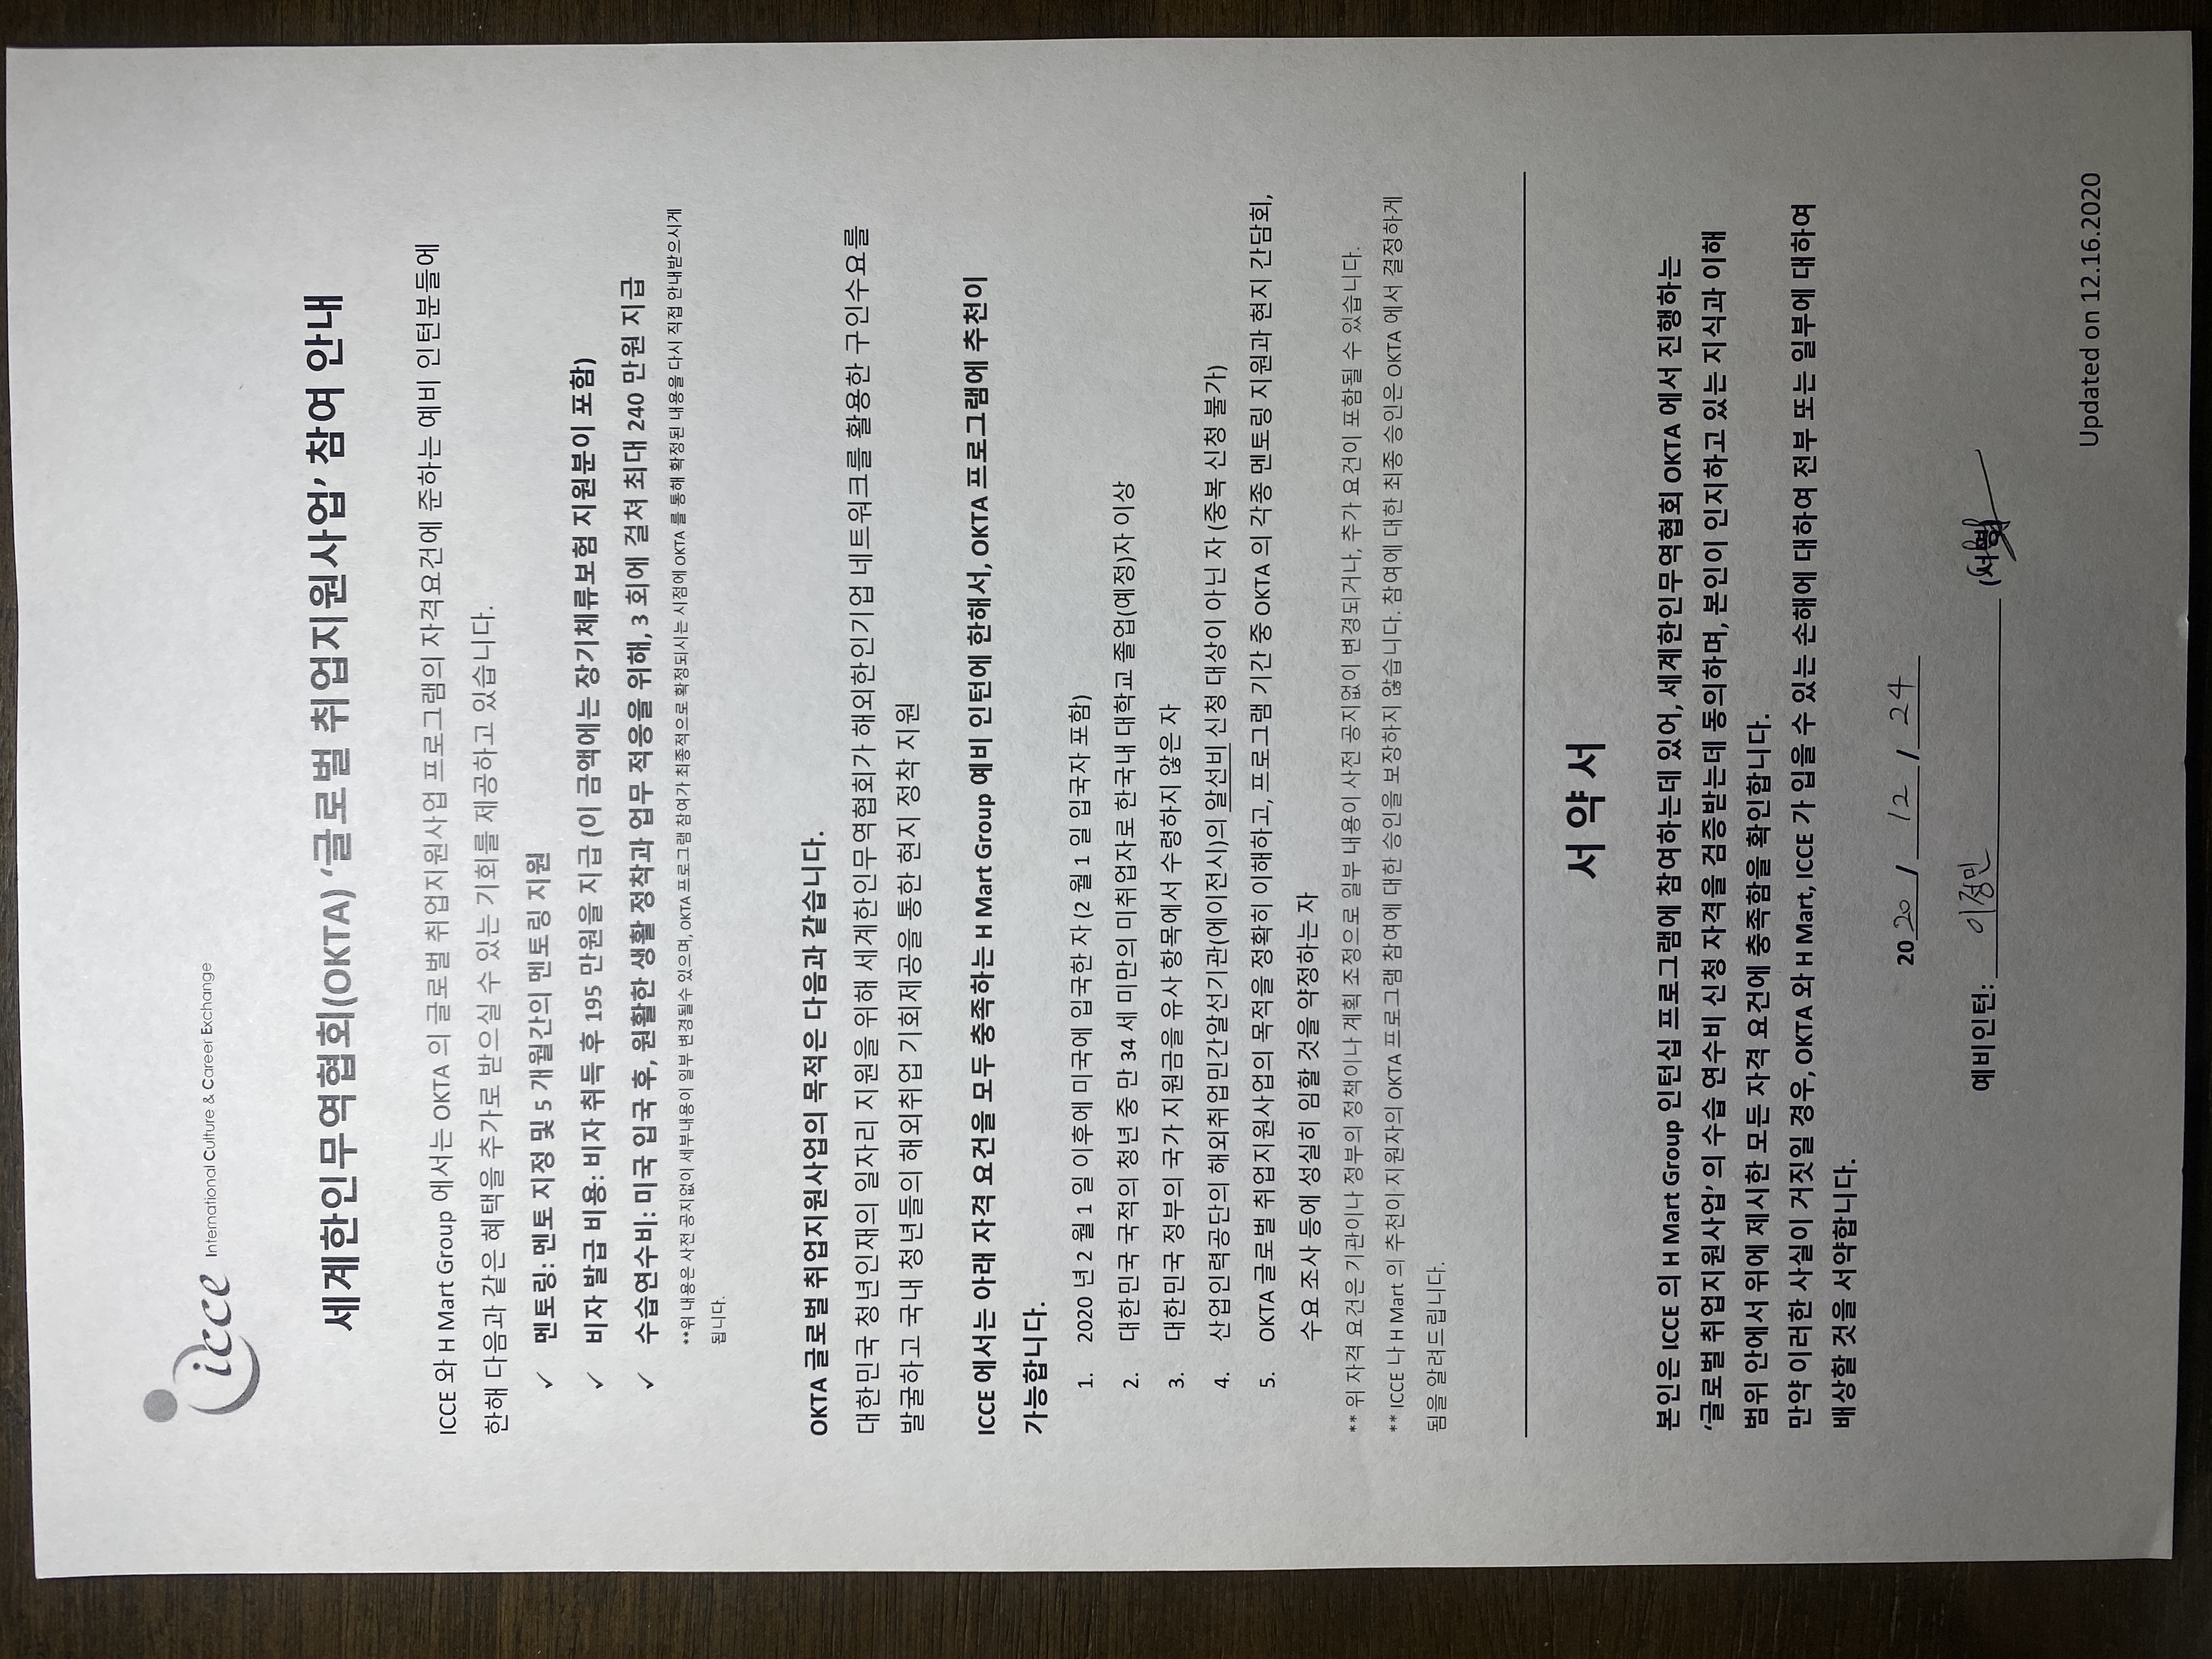 icce International Culture & Career Exchange
세계한인무역협회(OKTA) ‘글로벌 취업지원사업’ 참여 안내
ICCE 와 H Mart Group 에서는 OKTA 의 글로벌 취업지원사업 프로그램의 자격요건에 준하는 예비 인턴분들에
한해 다음과 같은 혜택을 추가로 받으실 수 있는 기회를 제공하고 있습니다.
✓ 멘토링: 멘토 지정 및 5 개월간의 멘토링 지원
✓ 비자 발급 비용: 비자 취득 후 195 만원을 지급 (이 금액에는 장기체류보험 지원분이 포함)
✓ 수습연수비: 미국 입국 후, 원활한 생활 정착과 업무 적응을 위해, 3 회에 걸쳐 최대 240 만원 지급
**위 내용은 사전 공지없이 세부내용이 일부 변경될수 있으며, OKTA 프로그램 참여가 최종적으로 확정되시는 시점에 OKTA 를 통해 확정된 내용을 다시 직접 안내받으시게
됩니다.
OKTA 글로벌 취업지원사업의 목적은 다음과 같습니다.
대한민국 청년인재의 일자리 지원을 위해 세계한인무역협회가 해외한인기업 네트워크를 활용한 구인수요를
발굴하고 국내 청년들의 해외취업 기회제공을 통한 현지 정착 지원
ICCE 에서는 아래 자격 요건을 모두 충족하는 H Mart Group 예비 인턴에 한해서, OKTA 프로그램에 추천이
가능합니다.
1. 2020 년 2 월 1 일 이후에 미국에 입국한 자 (2 월 1 일 입국자 포함)
2. 대한민국 국적의 청년 중 만 34 세 미만의 미취업자로 한국내 대학교 졸업(예정)자 이상
3. 대한민국 정부의 국가 지원금을 유사 항목에서 수령하지 않은 자
4. 산업인력공단의 해외취업민간알선기관(에이전시)의 알선비 신청 대상이 아닌 자 (중복 신청 불가)
5. OKTA 글로벌 취업지원사업의 목적을 정확히 이해하고, 프로그램 기간 중 OKTA 의 각종 멘토링 지원과 현지 간담회,
수요 조사 등에 성실히 임할 것을 약정하는 자
** 위 자격 요건은 기관이나 정부의 정책이나 계획 조정으로 일부 내용이 사전 공지없이 변경되거나, 추가 요건이 포함될 수 있습니다.
** ICCE 나 H Mart 의 추천이 지원자의 OKTA 프로그램 참여에 대한 승인을 보장하지 않습니다. 참여에 대한 최종 승인은 OKTA 에서 결정하게
됨을 알려드립니다.
서 약 서
본인은 ICCE 의 H Mart Group 인턴십 프로그램에 참여하는데 있어, 세계한인무역협회 OKTA 에서 진행하는
‘글로벌 취업지원사업’ 의 수습 연수비 신청 자격을 검증받는데 동의하며, 본인이 인지하고 있는 지식과 이해
범위 안에서 위에 제시한 모든 자격 요건에 충족함을 확인합니다.
만약 이러한 사실이 거짓일 경우, OKTA 와 H Mart, ICCE 가 입을 수 있는 손해에 대하여 전부 또는 일부에 대하여
배상할 것을 서약합니다.
20 20 / 12 / 24
예비인턴: 이정민 (서명)
Updated on 12.16.2020